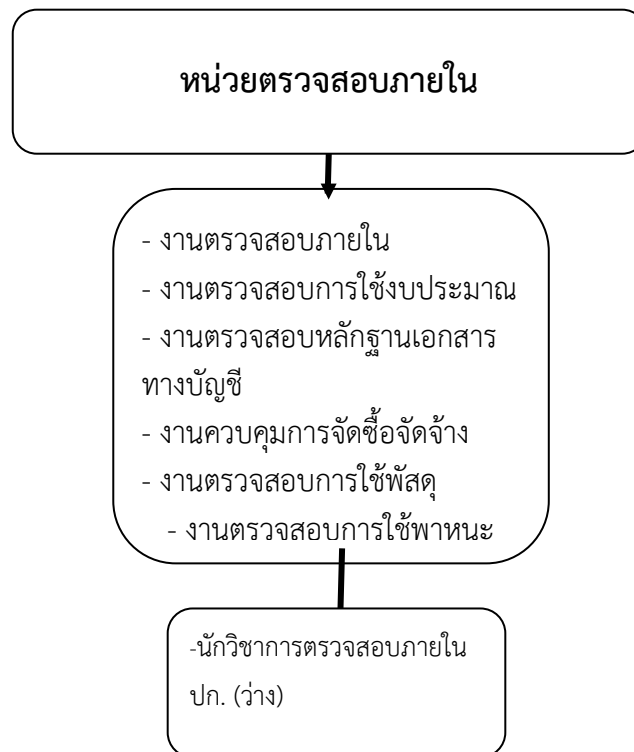 หน่วยตรวจสอบภายใน
- งานตรวจสอบภายใน
- งานตรวจสอบการใช้งบประมาณ
- งานตรวจสอบหลักฐานเอกสาร
ทางบัญชี
- งานควบคุมการจัดซื้อจัดจ้าง
- งานตรวจสอบการใช้พัสดุ
- งานตรวจสอบการใช้พาหนะ
-นักวิชาการตรวจสอบภายใน
ปก. (ว่าง)